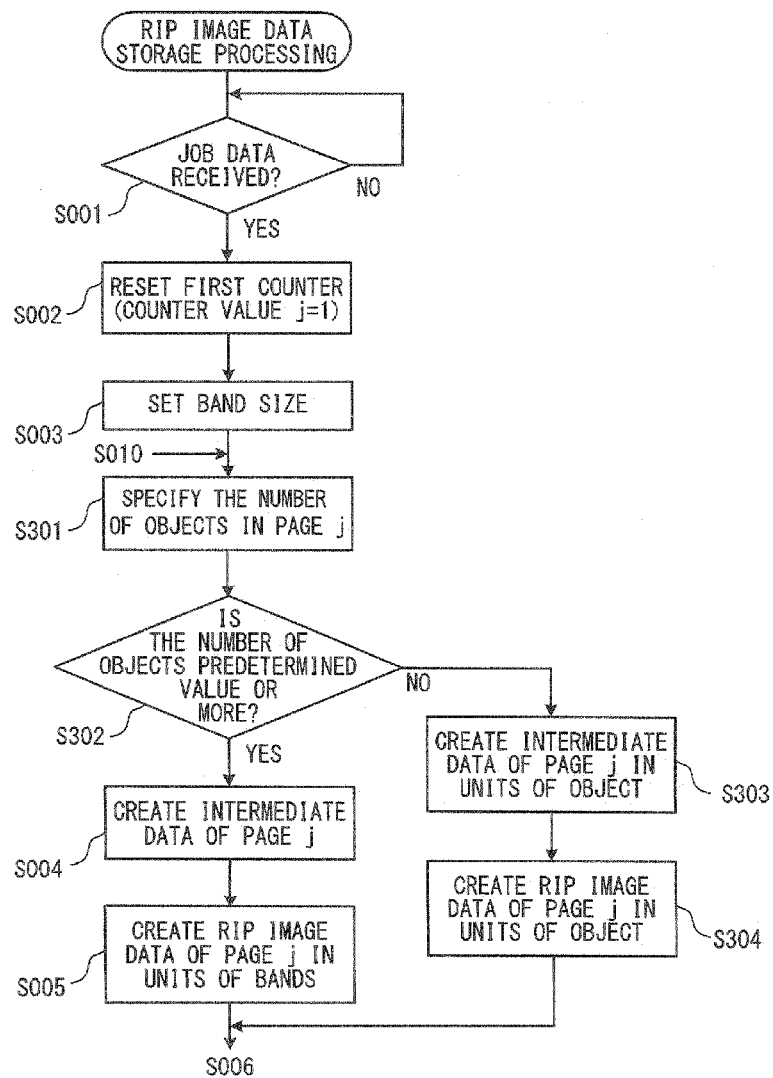 RIP IMAGE DATA
STORAGE PROCESSING
JOB DATA
RECEIVED?
NO
S001
YES
RESET FIRST COUNTER
(COUNTER VALUE j=1)
S002
SET BAND SIZE
S003
S010
SPECIFY THE NUMBER
OF OBJECTS IN PAGE j
S301
IS
THE NUMBER OF
OBJECTS PREDETERMINED
VALUE OR
MORE?
NO
S302
YES
CREATE INTERMEDIATE
DATA OF PAGE j IN
UNITS OF OBJECT
S303
CREATE INTERMEDIATE
DATA OF PAGE j
S004
CREATE RIP IMAGE
DATA OF PAGE j IN
UNITS OF OBJECT
S304
CREATE RIP IMAGE
DATA OF PAGE j IN
UNITS OF BANDS
S005
S006